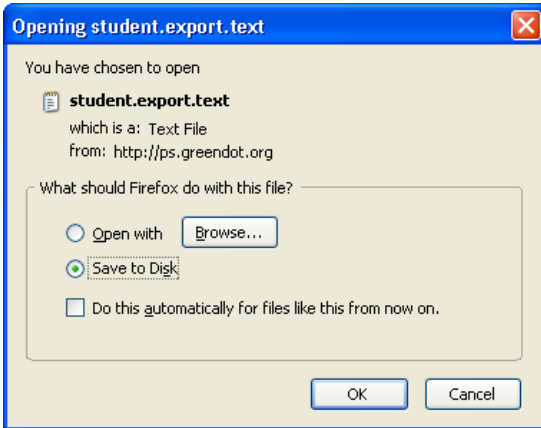 Opening student.export.text
You have chosen to open
student.export.text
which is a: Text File
from: http://ps.greendot.org
What should Firefox do with this file?
Open with Browse...
Save to Disk
Do this automatically for files like this from now on.
OK Cancel